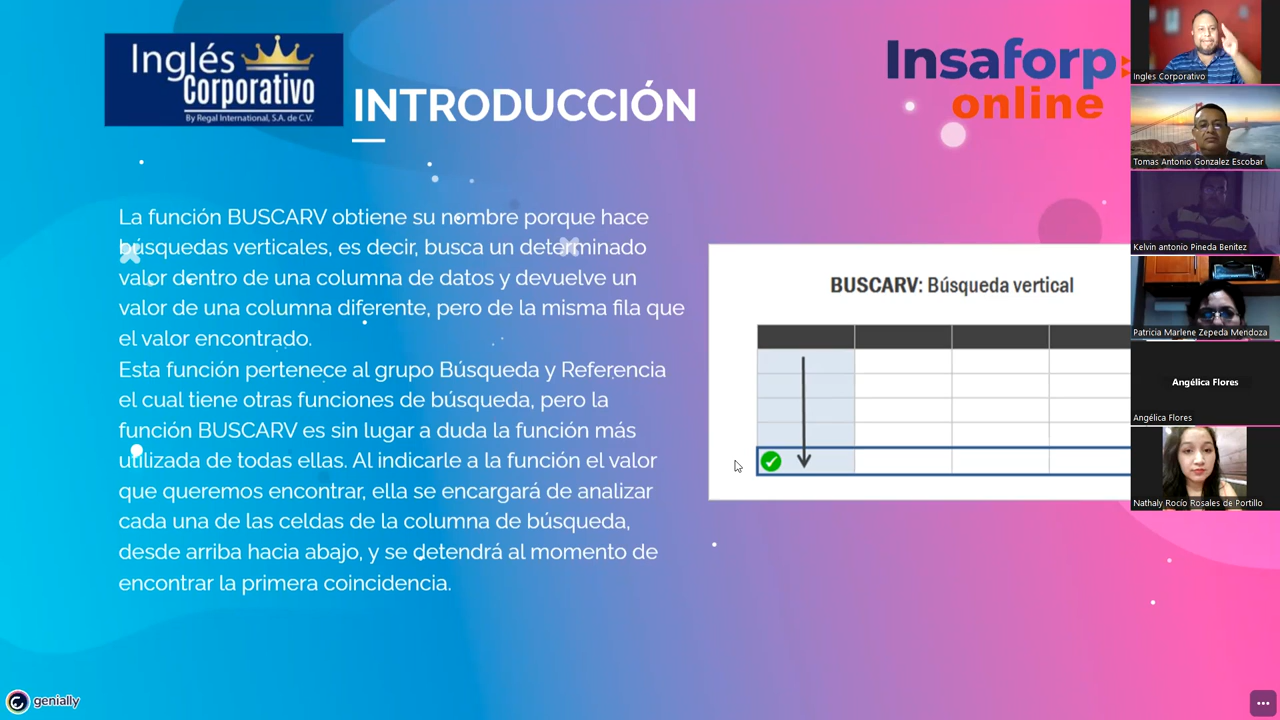 Inglés
Corporativo
By Regal International, S.A. de C.V.
INTRODUCCIÓN
Insaforp
online
La función BUSCARV obtiene su nombre porque hace
búsquedas verticales, es decir, busca un determinado
valor dentro de una columna de datos y devuelve un
valor de una columna diferente, pero de la misma fila que
el valor encontrado.
Esta función pertenece al grupo Búsqueda y Referencia
el cual tiene otras funciones de búsqueda, pero la
función BUSCARV es sin lugar a duda la función más
utilizada de todas ellas. Al indicarle a la función el valor
que queremos encontrar, ella se encargará de analizar
cada una de las celdas de la columna de búsqueda,
desde arriba hacia abajo, y se detendrá al momento de
encontrar la primera coincidencia.
BUSCARV: Búsqueda vertical
Ingles Corporativo
Tomas Antonio Gonzalez Escobar
Kelvin antonio Pineda Benitez
Patricia Marlene Zepeda Mendoza
Angélica Flores
Angélica Flores
Nathaly Rocío Rosales de Portillo
genially